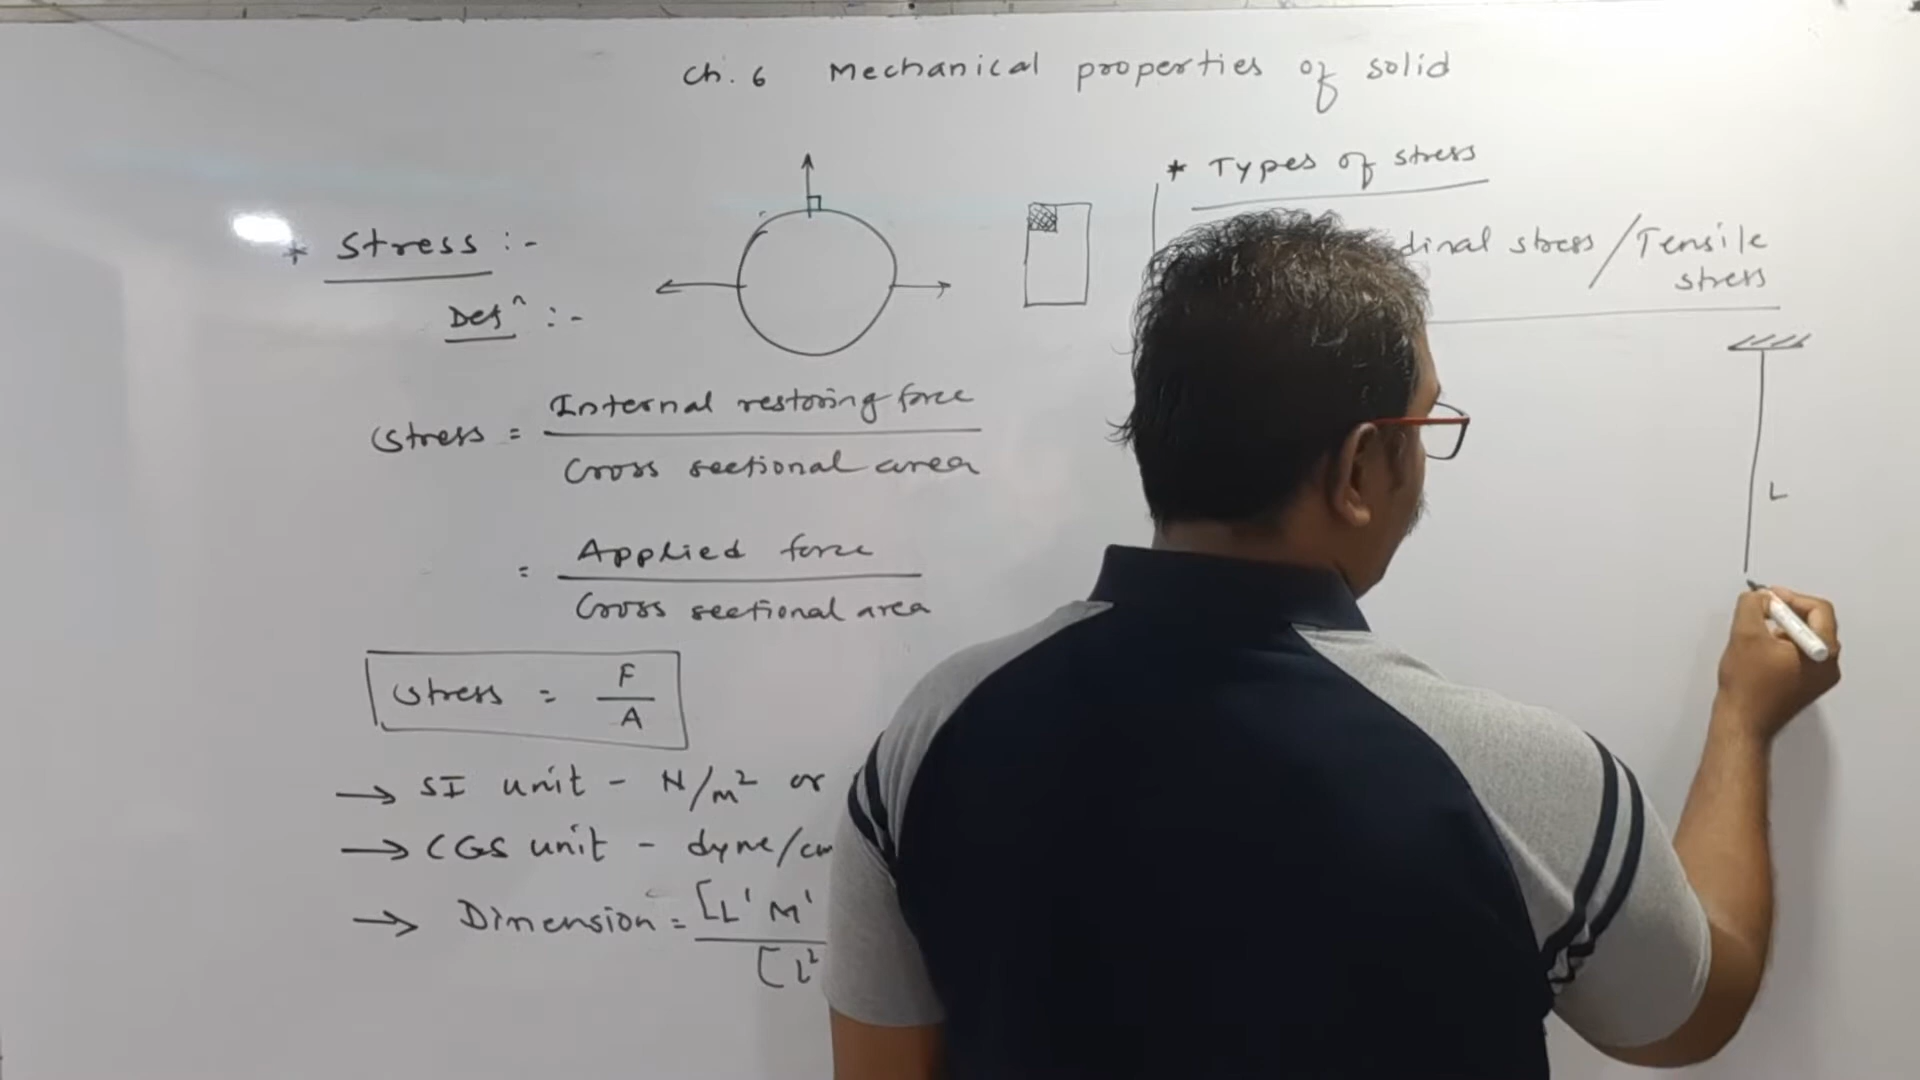 Ch. 6 Mechanical properties of solid
* Stress :-
Defⁿ :-
Stress = Internal restoring force
Cross sectional area
= Applied force
Cross sectional area
Stress = F
A
→ SI unit - N/m² or
→ CGS unit - dyne/cm
→ Dimension = [L¹ M¹
[L²
* Types of stress
dinal stress / Tensile
stress
L